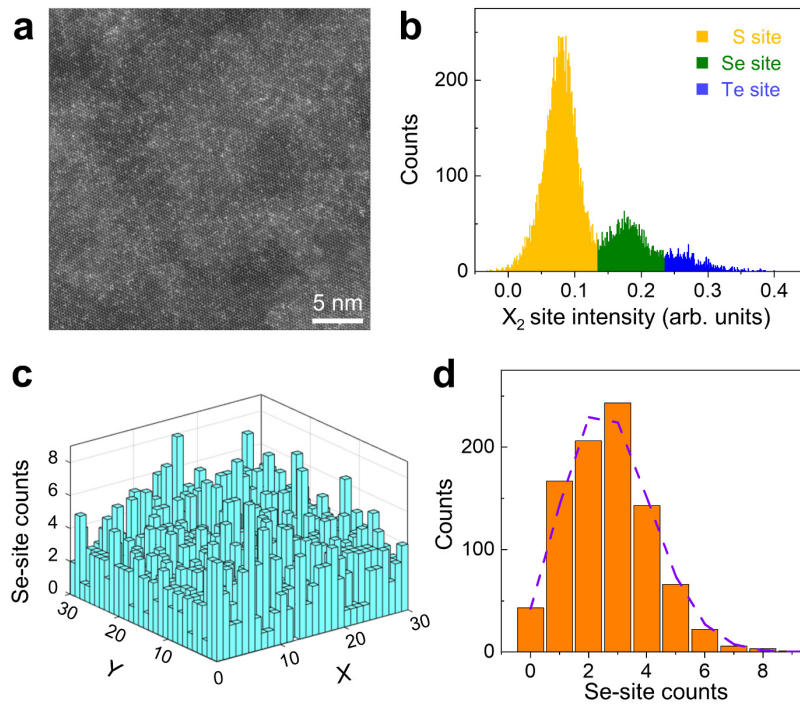 a
5 nm
b
S site
Se site
Te site
Counts
200
100
0
0.0 0.1 0.2 0.3 0.4
X₂ site intensity (arb. units)
c
Se-site counts
8
6
4
2
0
30
20
10
0
10
20
30
Y
X
d
Counts
200
100
0
0 2 4 6 8
Se-site counts